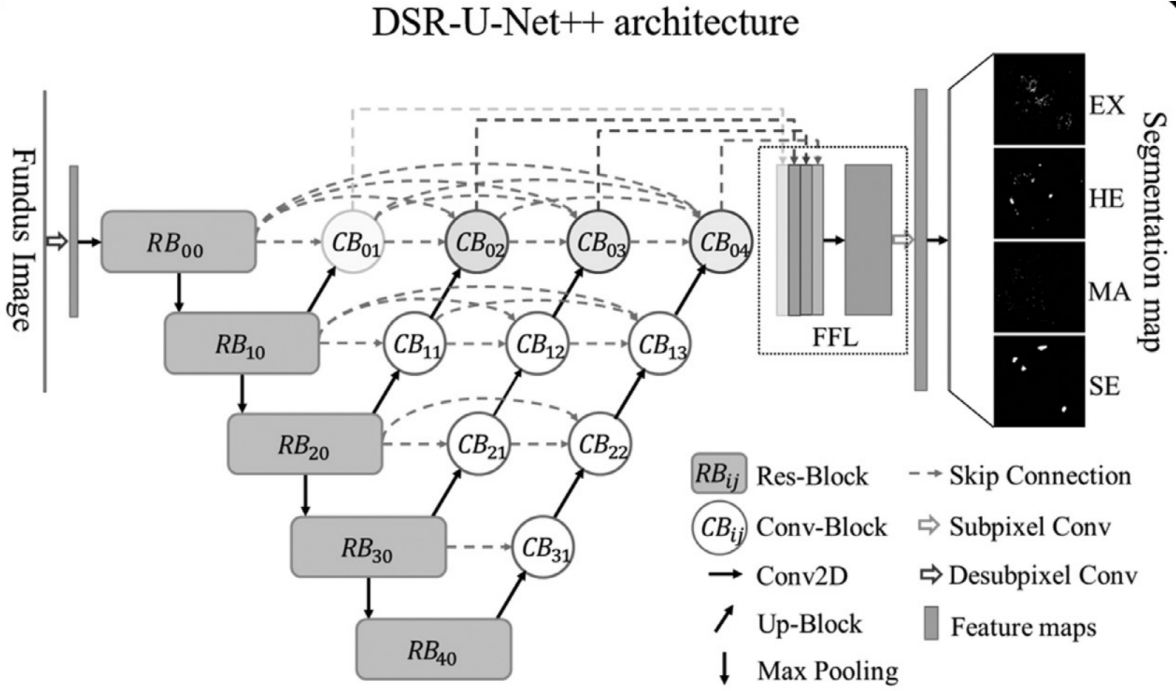 DSR-U-Net++ architecture
Fundus Image
RB00
CB01
CB02
CB03
CB04
RB10
CB11
CB12
CB13
RB20
CB21
CB22
RB30
CB31
RB40
FFL
EX
HE
MA
SE
Segmentation map
RBij Res-Block
CBij Conv-Block
Conv2D
Up-Block
Max Pooling
Skip Connection
Subpixel Conv
Desubpixel Conv
Feature maps